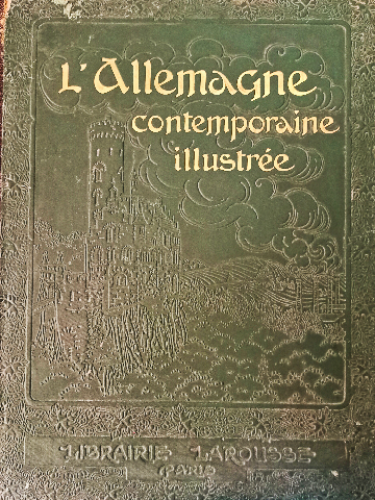 L'Allemagne
contemporaine
illustrée
LIBRAIRIE LAROUSSE
PARIS